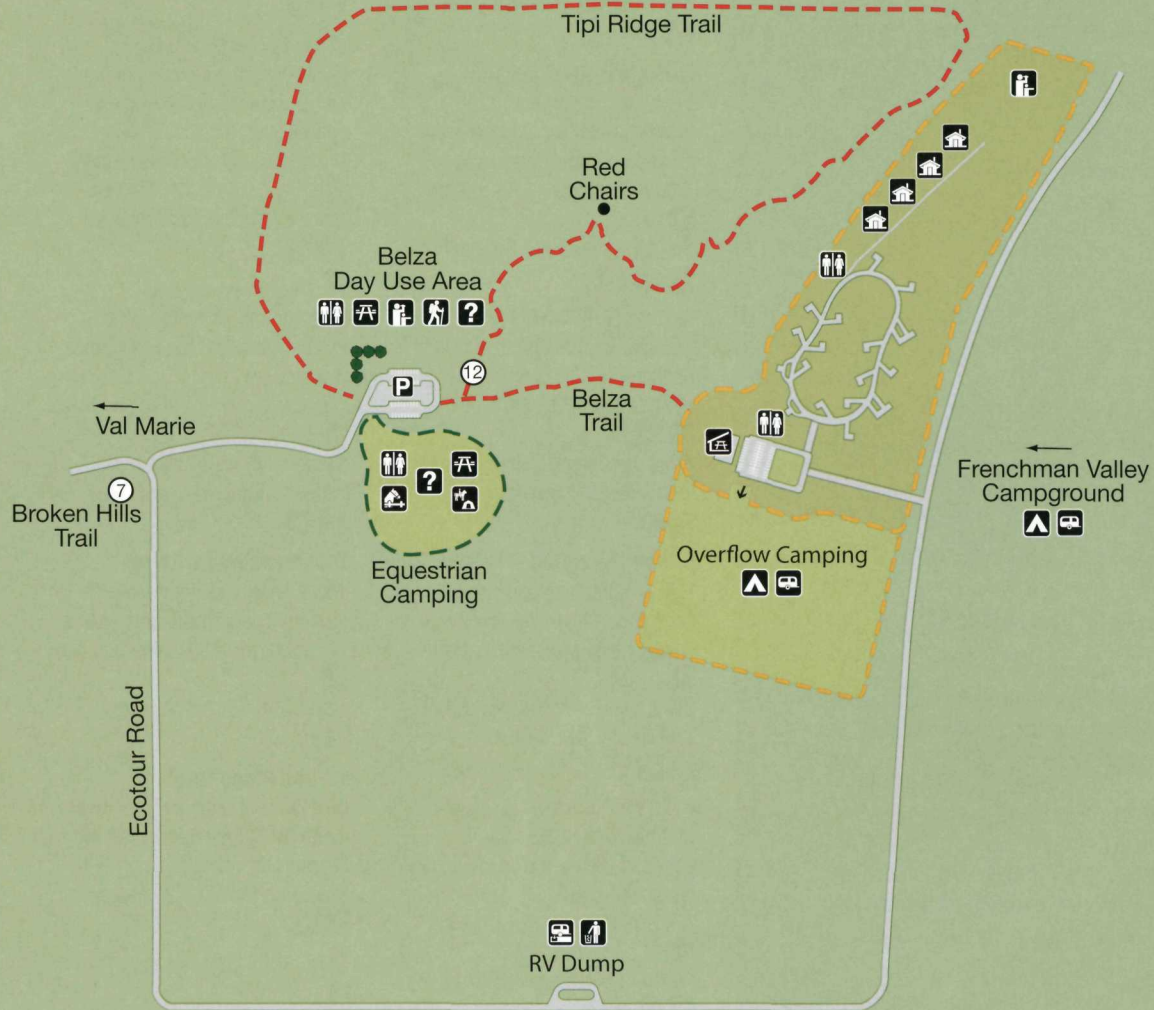 Tipi Ridge Trail
Red
Chairs
Belza
Day Use Area
?
P
12
Val Marie
Belza
Trail
7
Broken Hills
Trail
?
Equestrian
Camping
Frenchman Valley
Campground
Overflow Camping
Ecotour Road
RV Dump